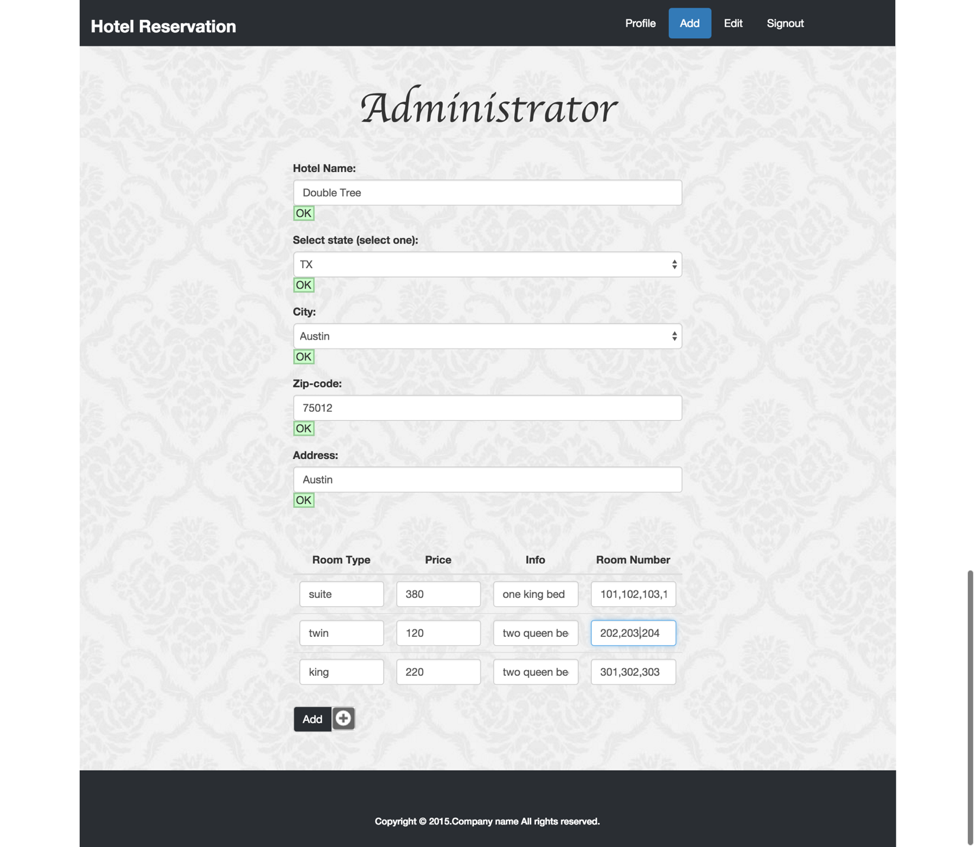 Hotel Reservation Profile Add Edit Signout
Administrator
Hotel Name:
Double Tree
OK
Select state (select one):
TX
OK
City:
Austin
OK
Zip-code:
75012
OK
Address:
Austin
OK
Room Type Price Info Room Number
suite 380 one king bed 101,102,103,1
twin 120 two queen be 202,203,204
king 220 two queen be 301,302,303
Add
Copyright © 2015.Company name All rights reserved.